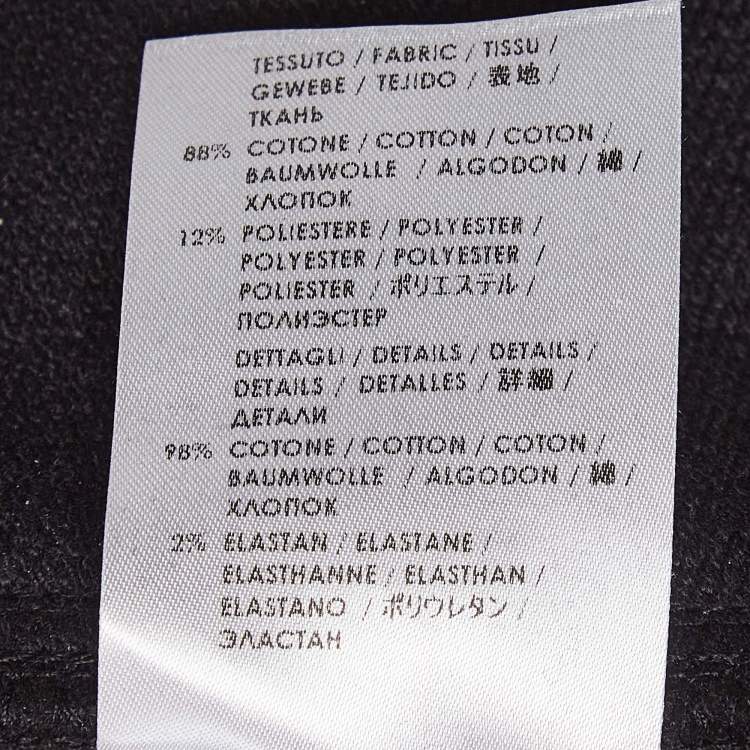 TESSUTO / FABRIC / TISSU /
GEWEBE / TEJIDO / 表地 /
ТКАНЬ
88% COTONE / COTTON / COTON /
BAUMWOLLE / ALGODON / 綿 /
ХЛОПОК
12% POLIESTERE / POLYESTER /
POLYESTER / POLYESTER /
POLIESTER / ポリエステル /
ПОЛИЭСТЕР
DETTAGLI / DETAILS / DETAILS /
DETAILS / DETALLES / 詳細 /
ДЕТАЛИ
98% COTONE / COTTON / COTON /
BAUMWOLLE / ALGODON / 綿 /
ХЛОПОК
2% ELASTAN / ELASTANE /
ELASTHANNE / ELASTHAN /
ELASTANO / ポリウレタン /
ЭЛАСТАН